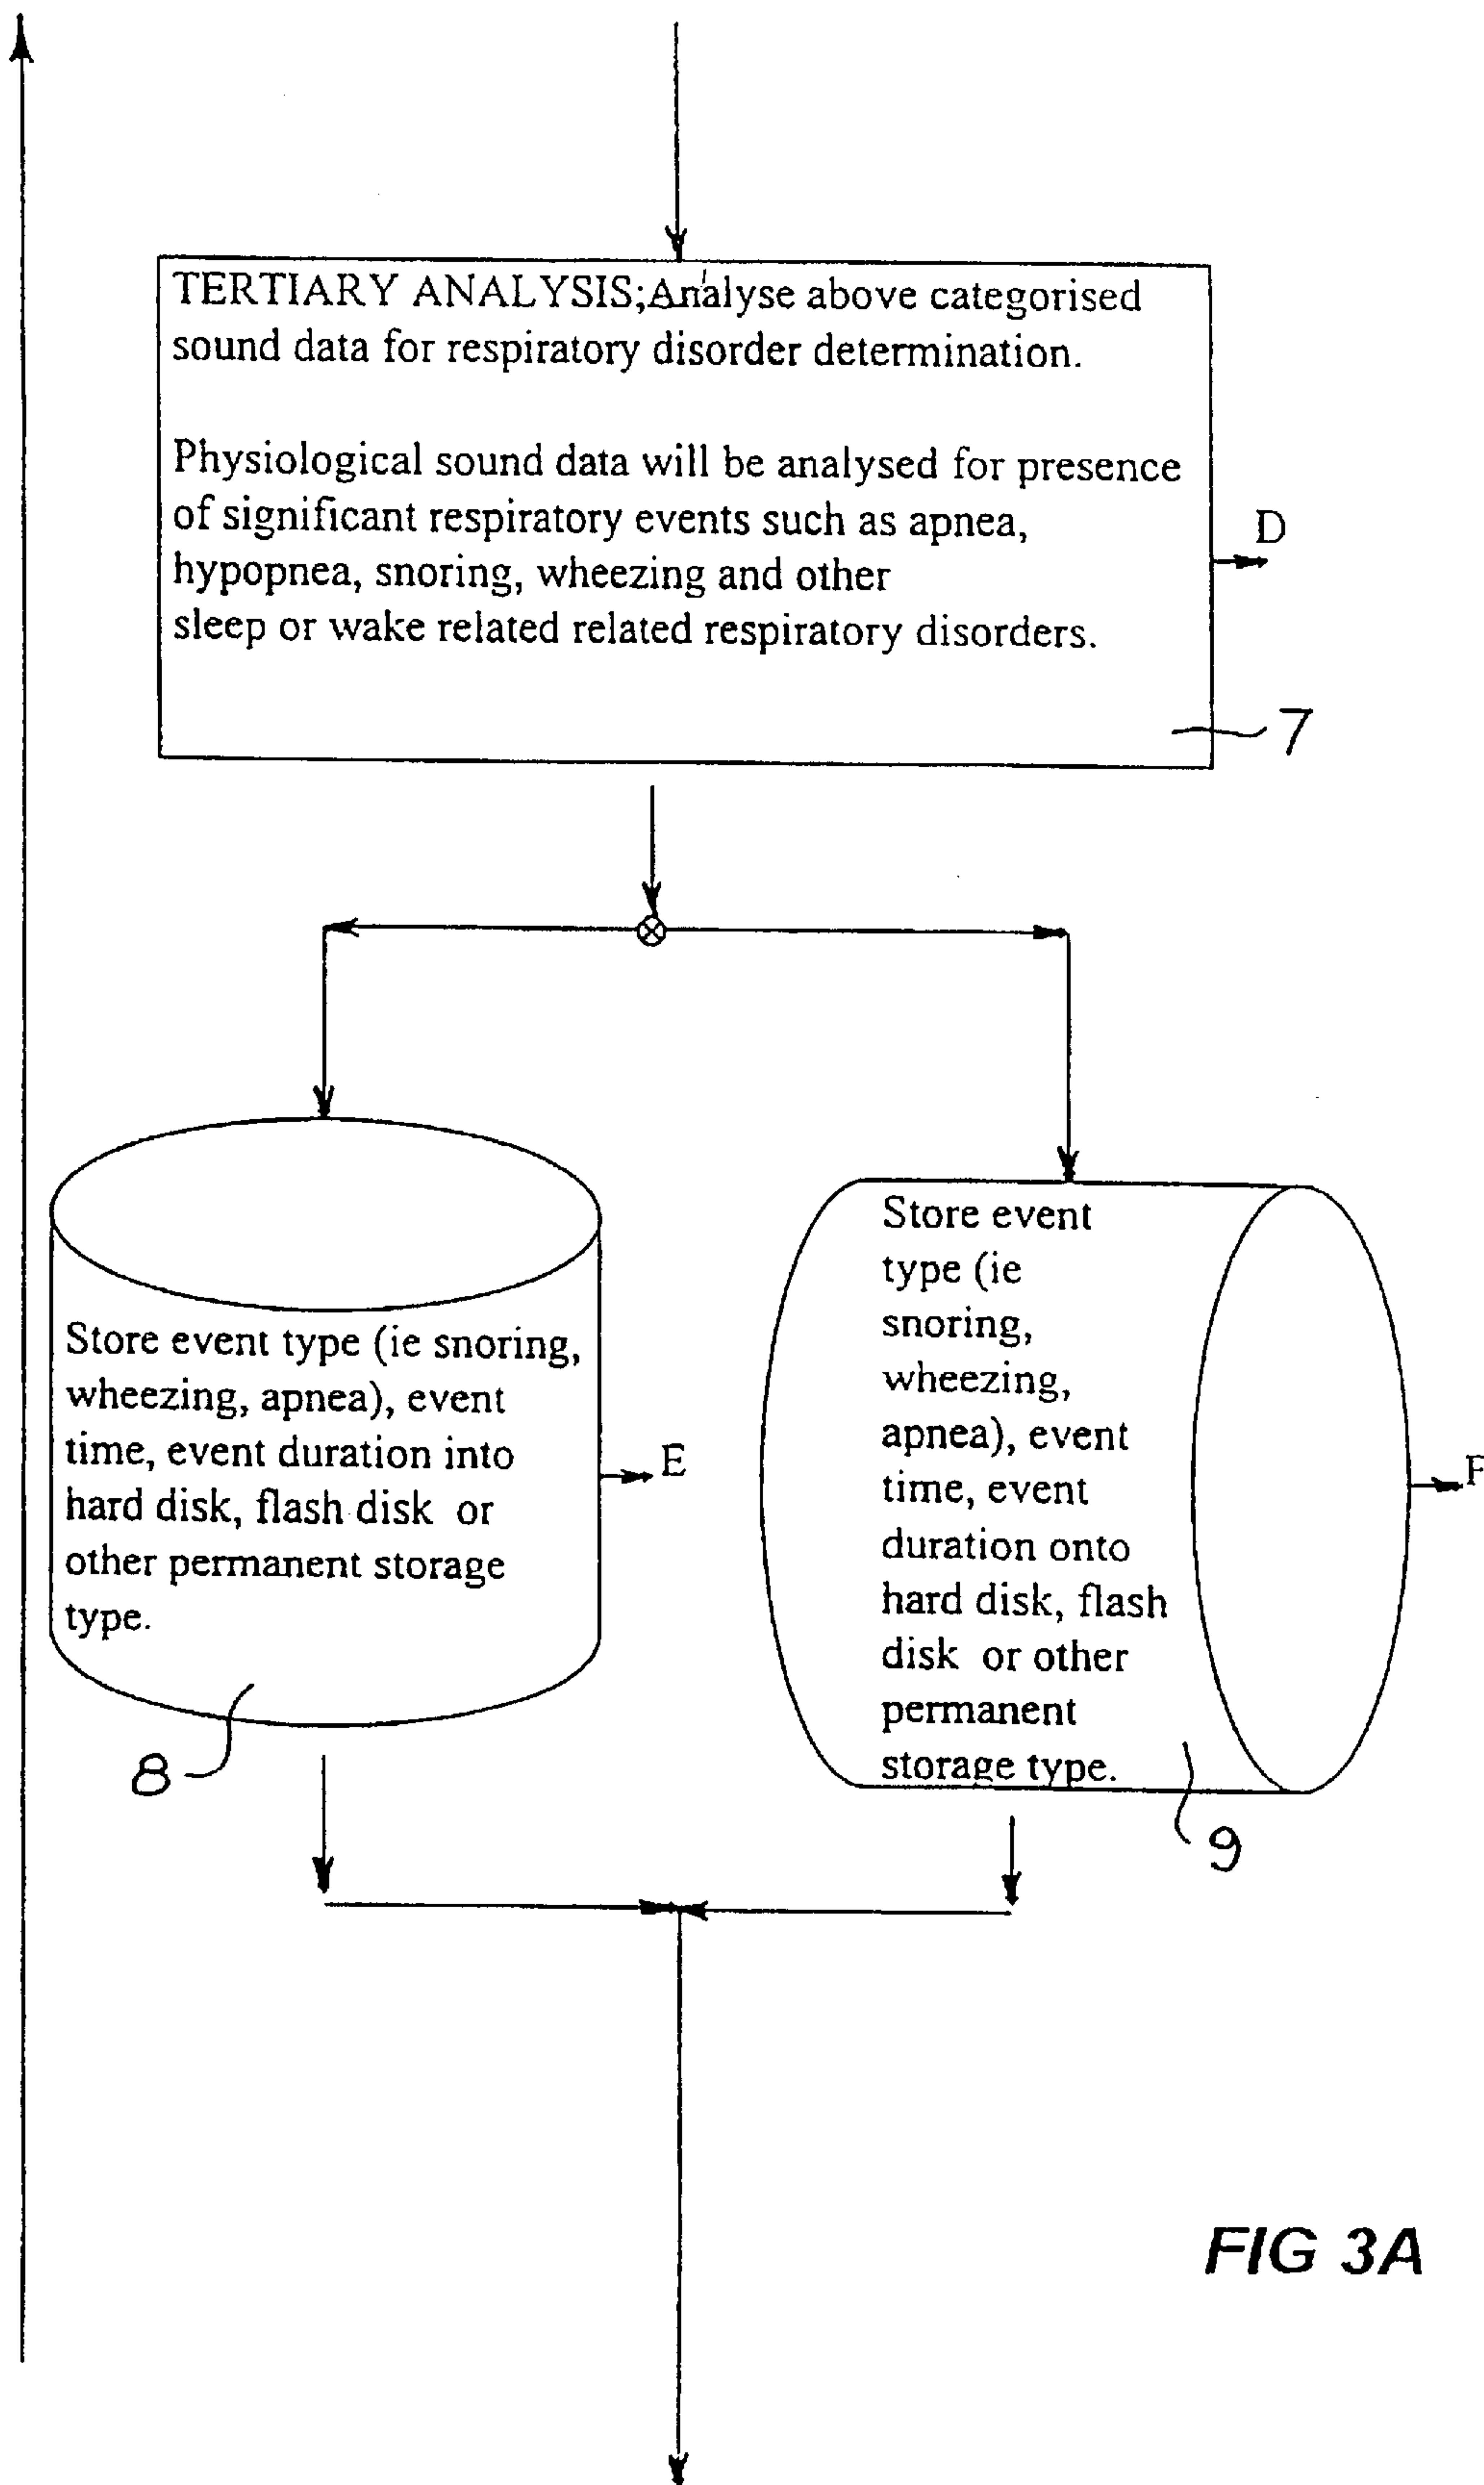 TERTIARY ANALYSIS;Analyse above categorised
sound data for respiratory disorder determination.
Physiological sound data will be analysed for presence
of significant respiratory events such as apnea,
hypopnea, snoring, wheezing and other
sleep or wake related related respiratory disorders.
D
7
Store event type (ie snoring,
wheezing, apnea), event
time, event duration into
hard disk, flash disk or
other permanent storage
type.
E
8
Store event
type (ie
snoring,
wheezing,
apnea), event
time, event
duration onto
hard disk, flash
disk or other
permanent
storage type.
F
9
FIG 3A